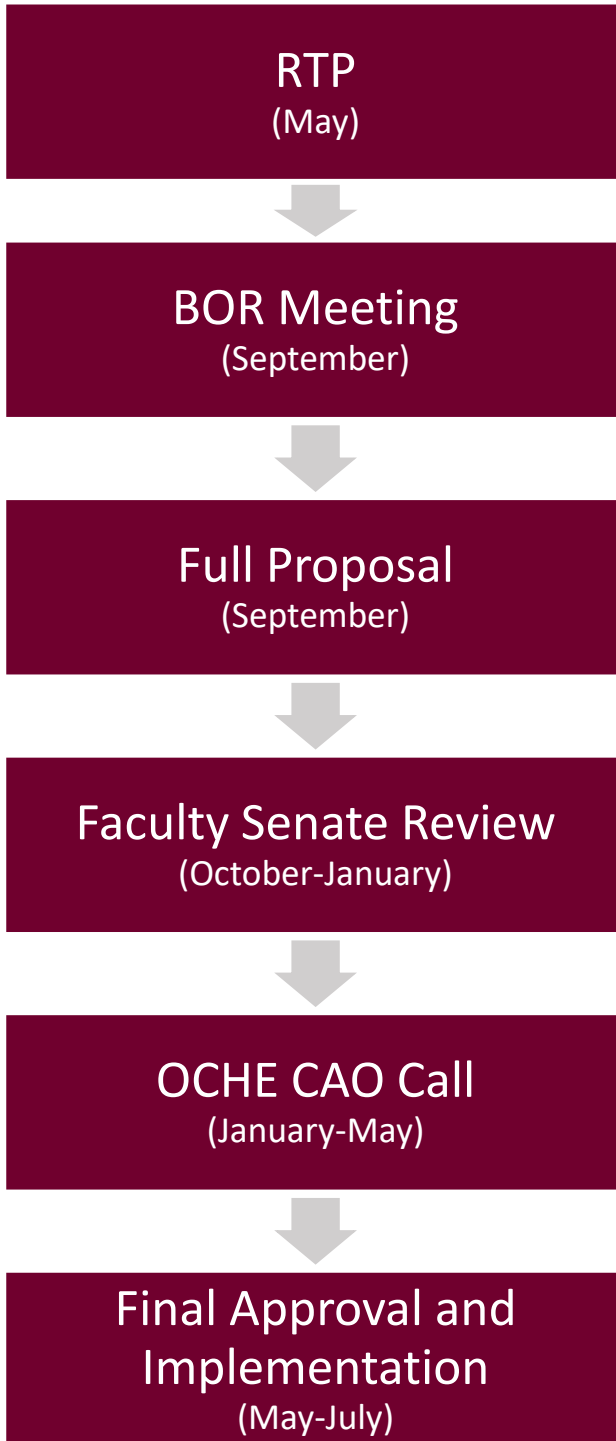 RTP
(May)
BOR Meeting
(September)
Full Proposal
(September)
Faculty Senate Review
(October-January)
OCHE CAO Call
(January-May)
Final Approval and
Implementation
(May-July)